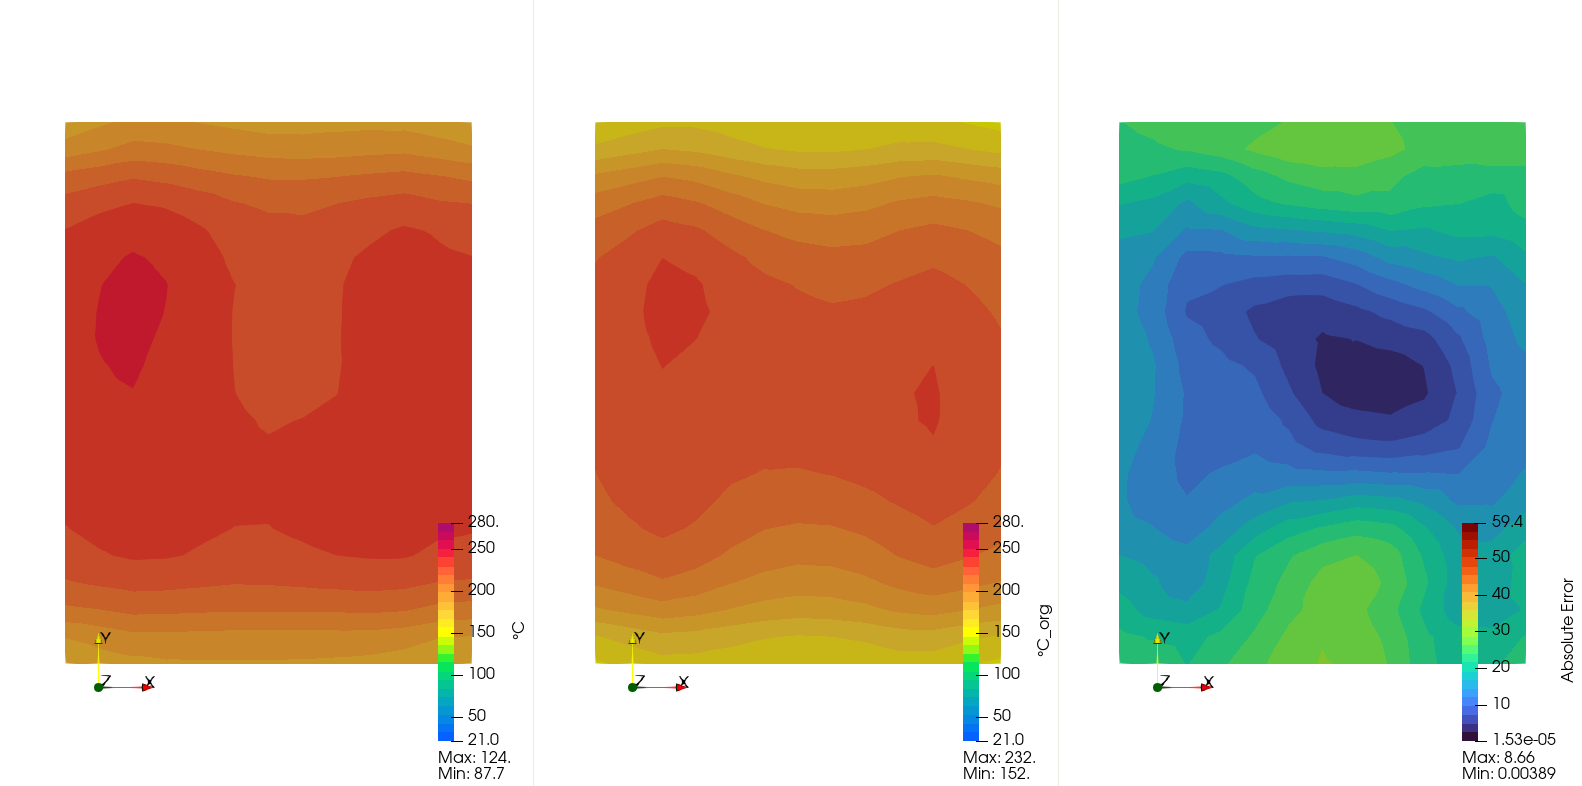 Y
Z
X
280.
250
200
150
100
50
21.0
°C
Max: 124.
Min: 87.7
Y
Z
X
280.
250
200
150
100
50
21.0
°C_org
Max: 232.
Min: 152.
Y
Z
X
59.4
50
40
30
20
10
1.53e-05
Absolute Error
Max: 8.66
Min: 0.00389